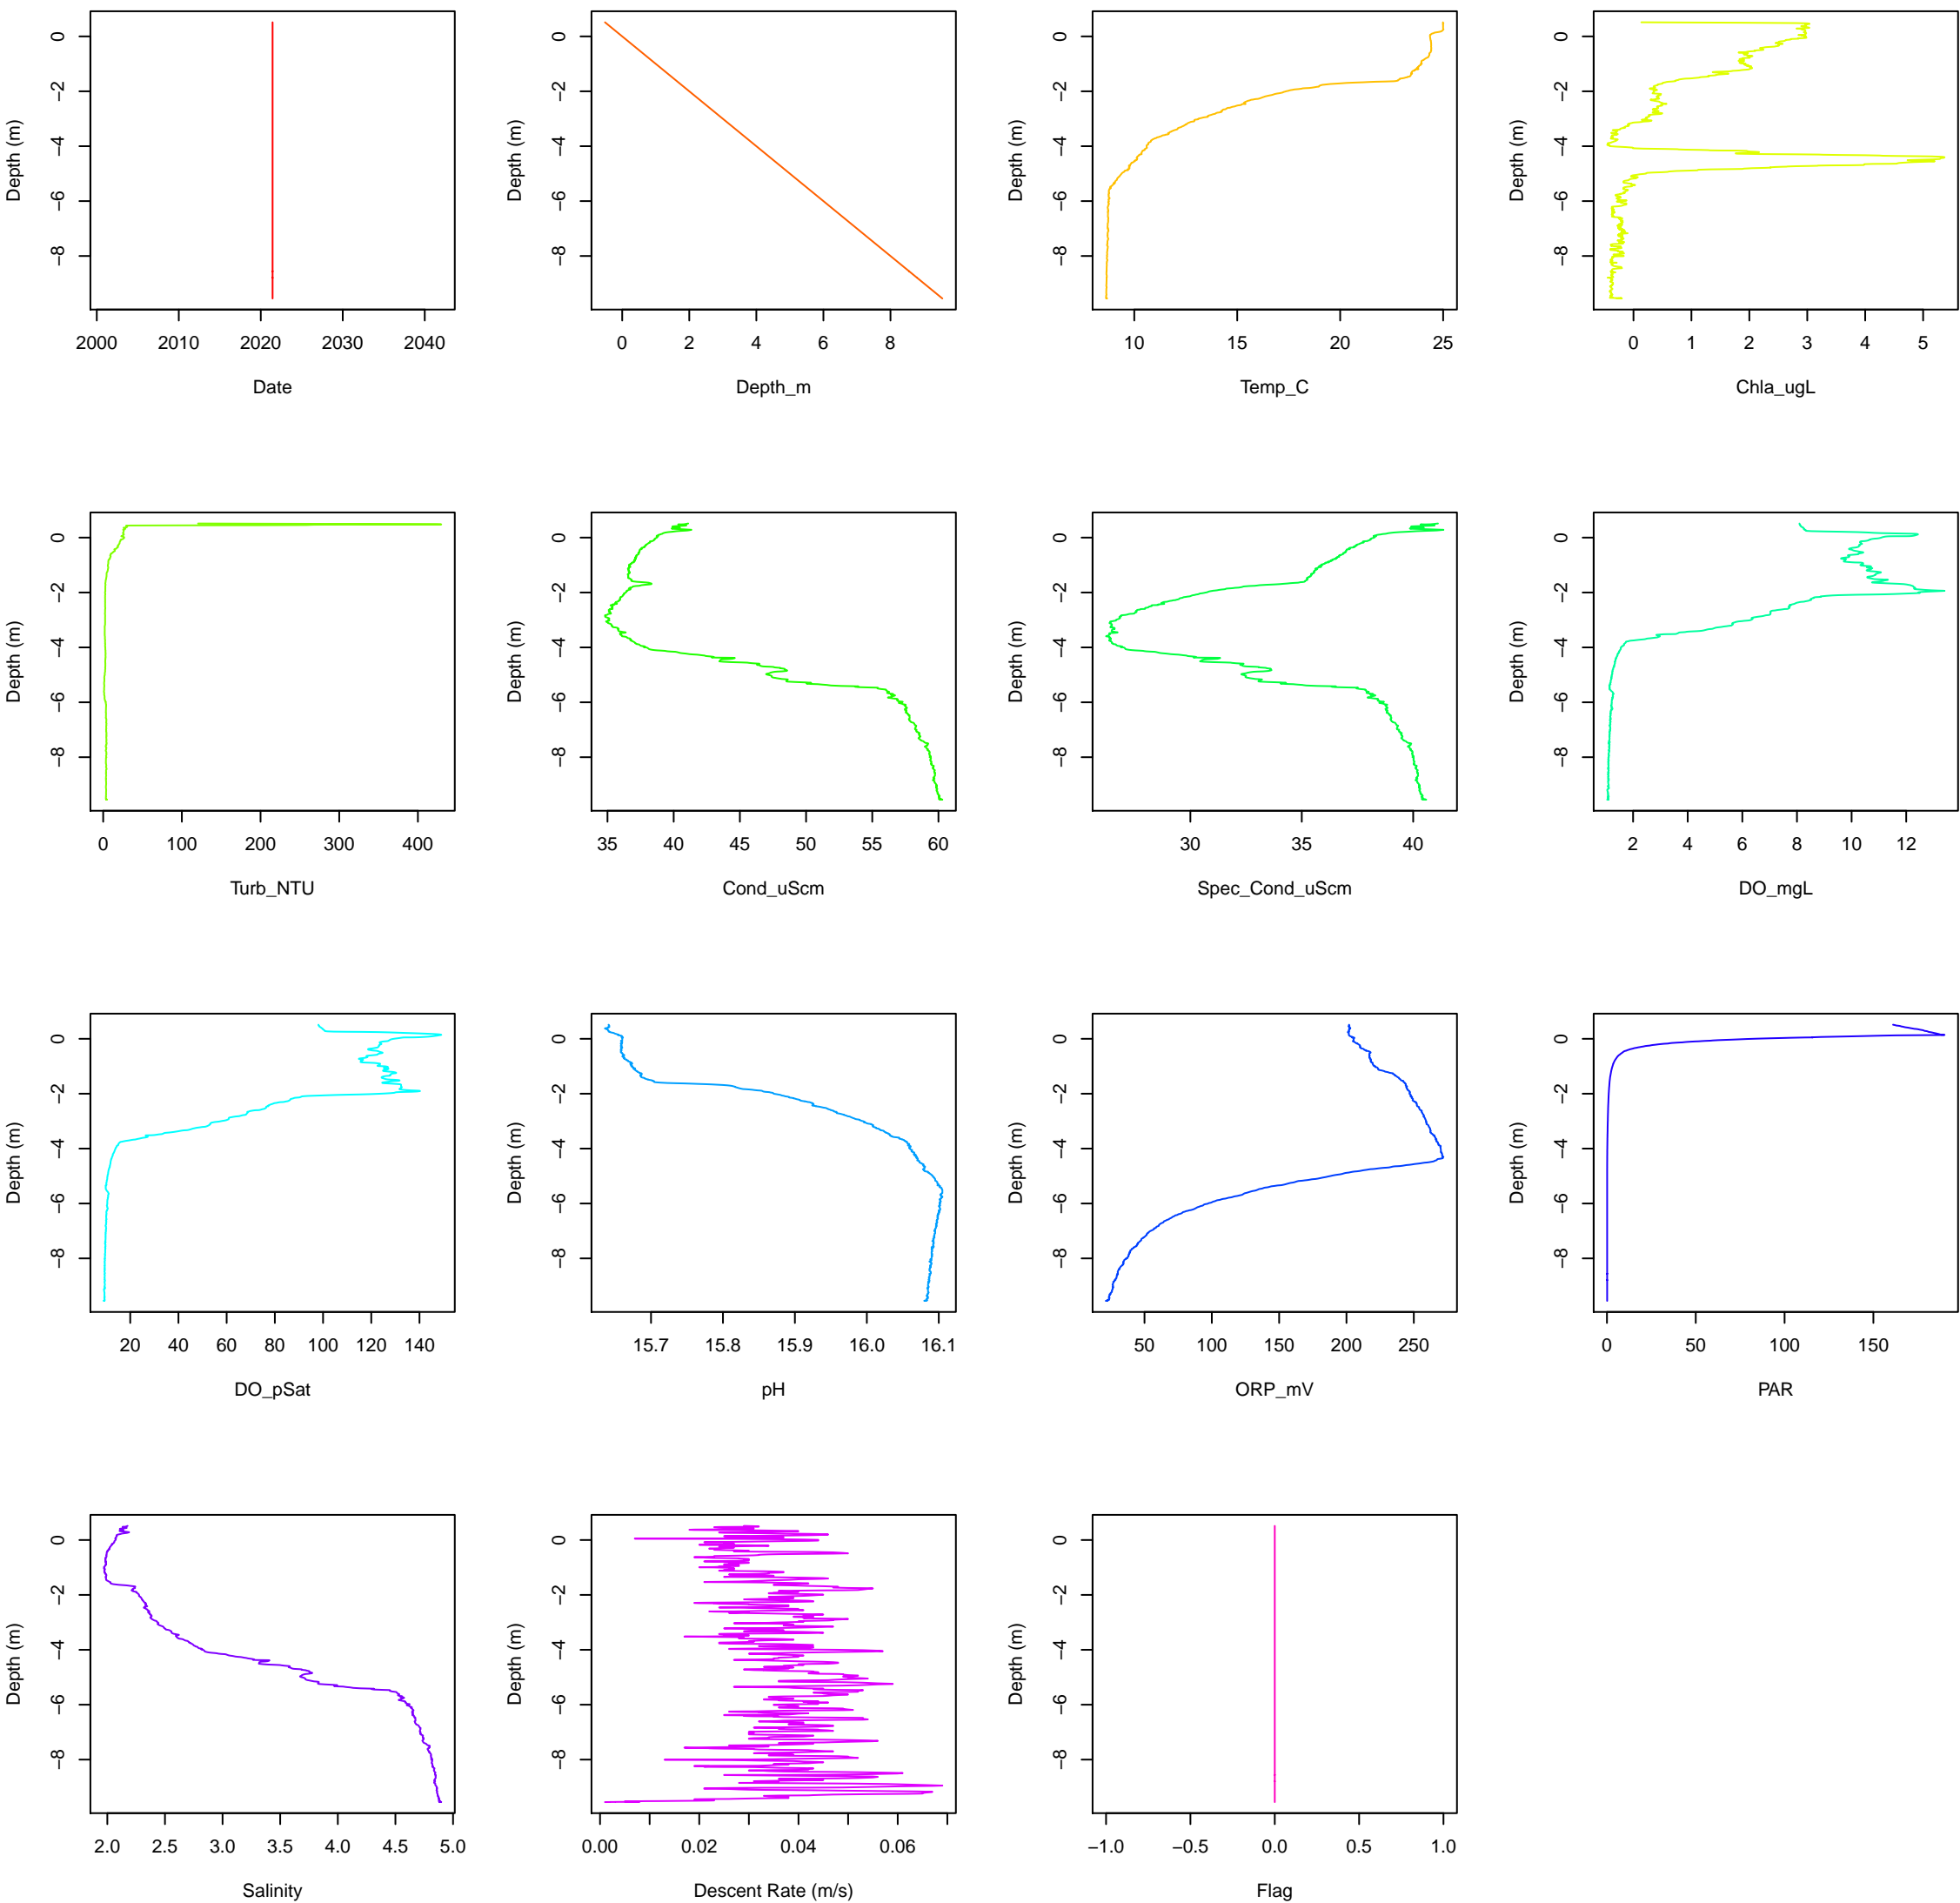 Depth (m)
0
−2
−4
−6
−8
2000 2010 2020 2030 2040
Date
Depth (m)
0
−2
−4
−6
−8
0 2 4 6 8
Depth_m
Depth (m)
0
−2
−4
−6
−8
10 15 20 25
Temp_C
Depth (m)
0
−2
−4
−6
−8
0 1 2 3 4 5
Chla_ugL
Depth (m)
0
−2
−4
−6
−8
0 100 200 300 400
Turb_NTU
Depth (m)
0
−2
−4
−6
−8
35 40 45 50 55 60
Cond_uScm
Depth (m)
0
−2
−4
−6
−8
30 35 40
Spec_Cond_uScm
Depth (m)
0
−2
−4
−6
−8
2 4 6 8 10 12
DO_mgL
Depth (m)
0
−2
−4
−6
−8
20 40 60 80 100 120 140
DO_pSat
Depth (m)
0
−2
−4
−6
−8
15.7 15.8 15.9 16.0 16.1
pH
Depth (m)
0
−2
−4
−6
−8
50 100 150 200 250
ORP_mV
Depth (m)
0
−2
−4
−6
−8
0 50 100 150
PAR
Depth (m)
0
−2
−4
−6
−8
2.0 2.5 3.0 3.5 4.0 4.5 5.0
Salinity
Depth (m)
0
−2
−4
−6
−8
0.00 0.02 0.04 0.06
Descent Rate (m/s)
Depth (m)
0
−2
−4
−6
−8
−1.0 −0.5 0.0 0.5 1.0
Flag